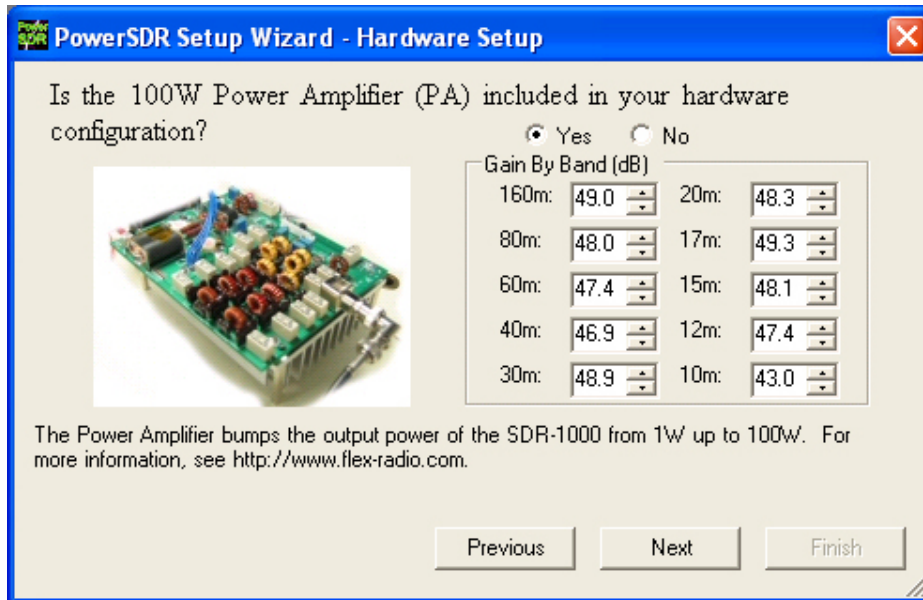 Power SDR
PowerSDR Setup Wizard - Hardware Setup
Is the 100W Power Amplifier (PA) included in your hardware
configuration?
Yes No
Gain By Band (dB)
160m: 49.0 20m: 48.3
80m: 48.0 17m: 49.3
60m: 47.4 15m: 48.1
40m: 46.9 12m: 47.4
30m: 48.9 10m: 43.0
The Power Amplifier bumps the output power of the SDR-1000 from 1W up to 100W. For
more information, see http://www.flex-radio.com.
Previous Next Finish